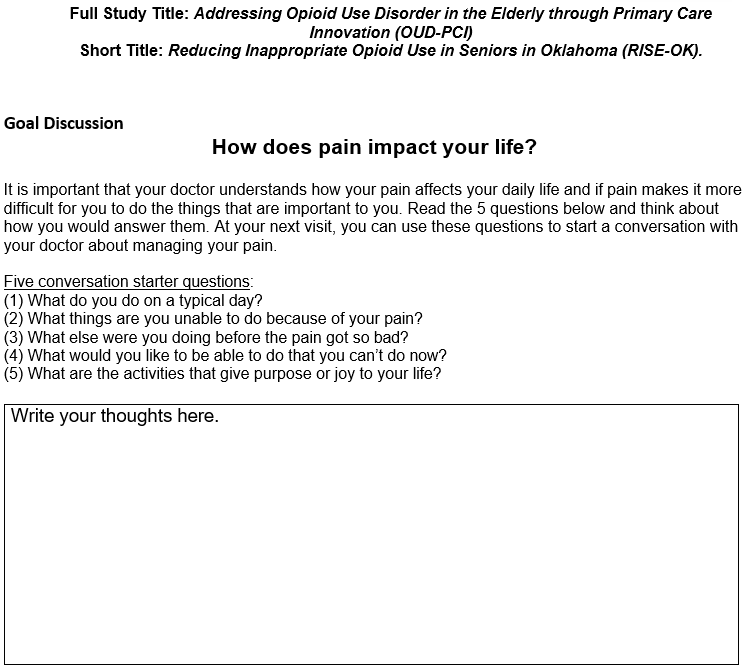 Full Study Title: Addressing Opioid Use Disorder in the Elderly through Primary Care
Innovation (OUD-PCI)
Short Title: Reducing Inappropriate Opioid Use in Seniors in Oklahoma (RISE-OK).
Goal Discussion
How does pain impact your life?
It is important that your doctor understands how your pain affects your daily life and if pain makes it more
difficult for you to do the things that are important to you. Read the 5 questions below and think about
how you would answer them. At your next visit, you can use these questions to start a conversation with
your doctor about managing your pain.
Five conversation starter questions:
(1) What do you do on a typical day?
(2) What things are you unable to do because of your pain?
(3) What else were you doing before the pain got so bad?
(4) What would you like to be able to do that you can’t do now?
(5) What are the activities that give purpose or joy to your life?
Write your thoughts here.